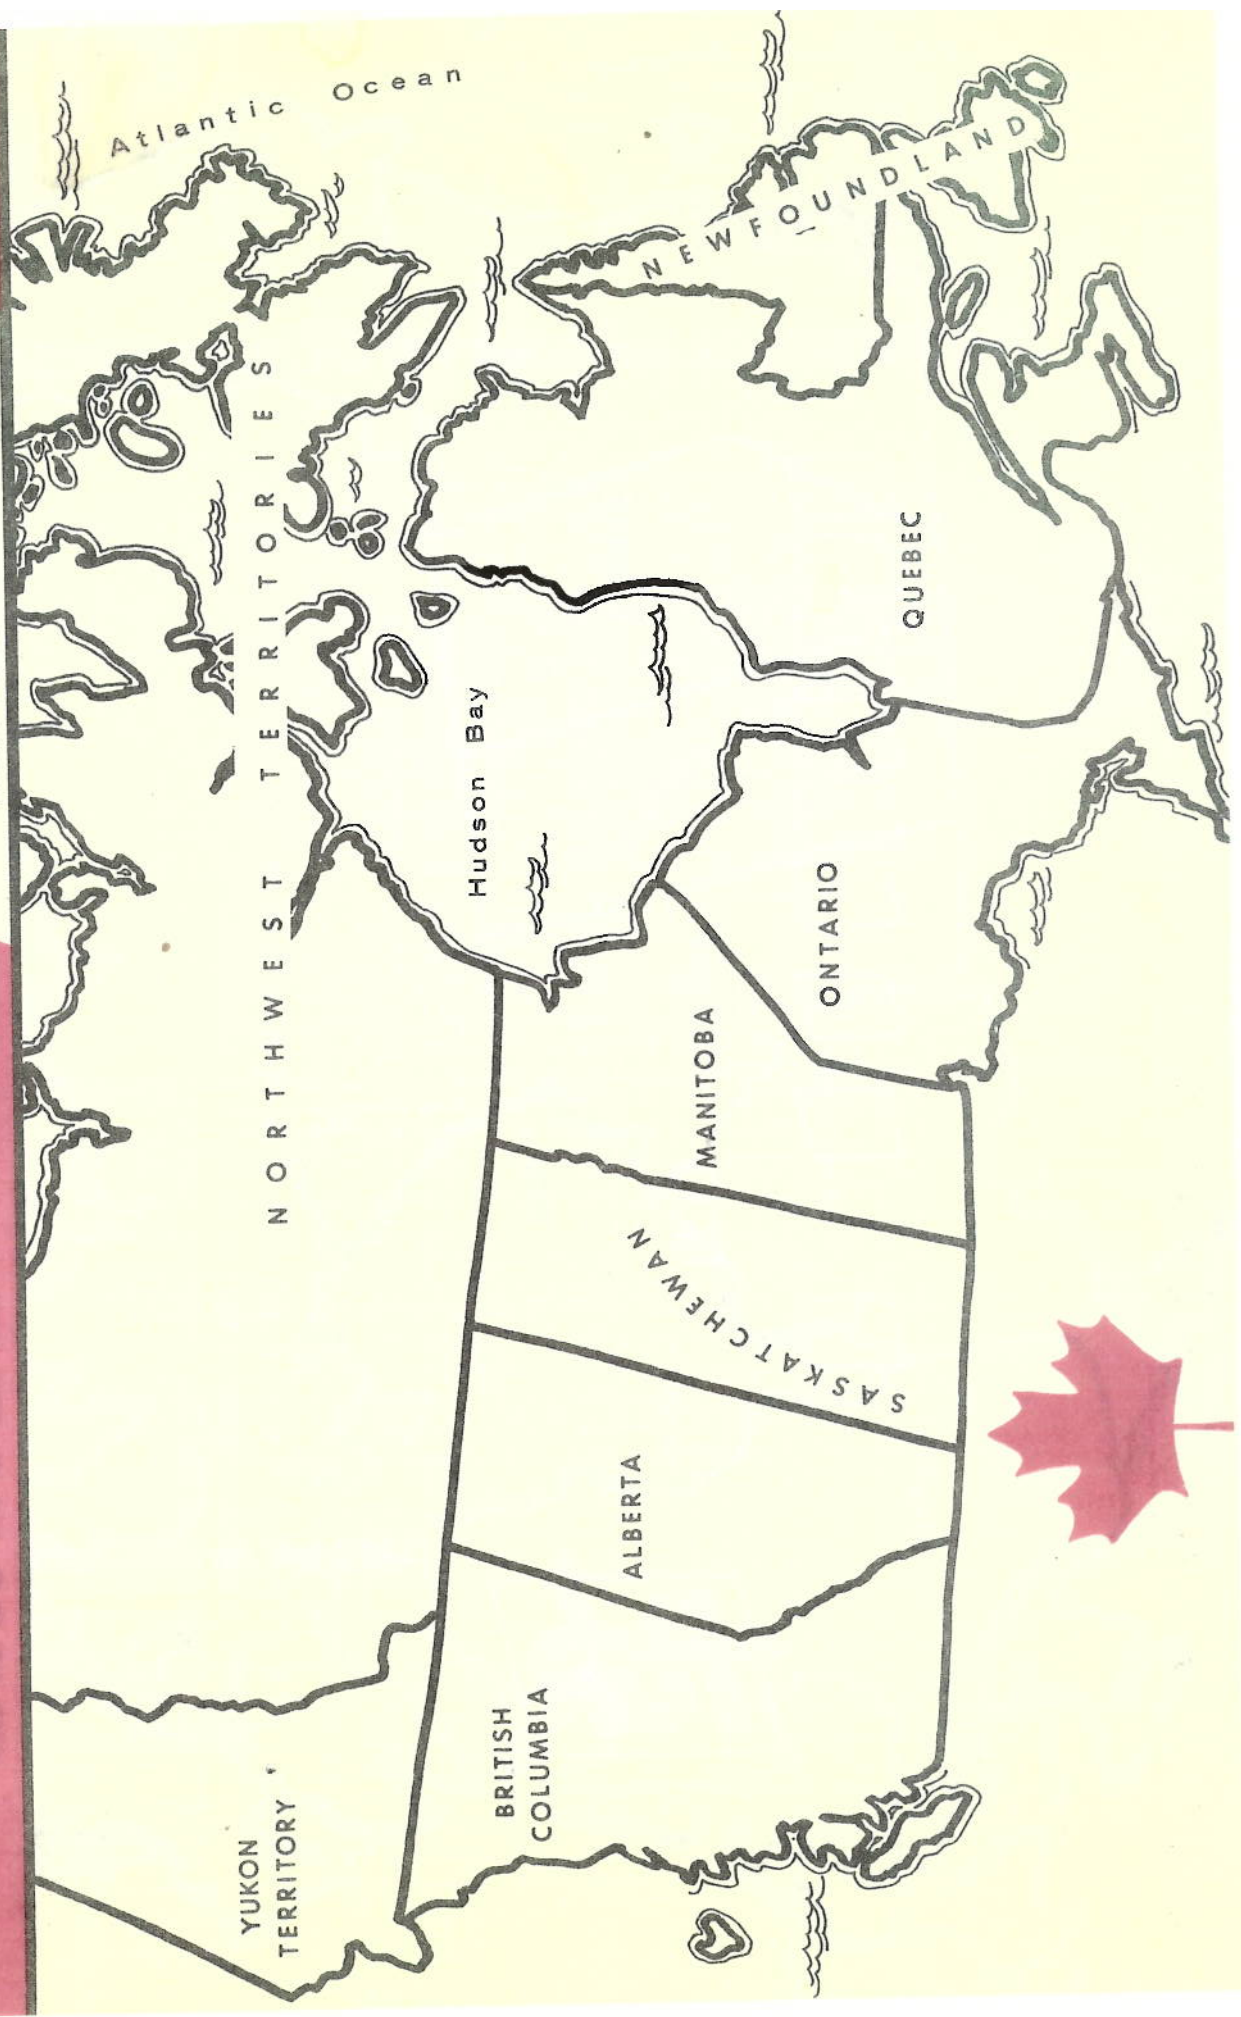 NORTHWEST TERRITORIES
Atlantic Ocean
YUKON
TERRITORY
Hudson Bay
BRITISH
COLUMBIA
ALBERTA
SASKATCHEWAN
MANITOBA
ONTARIO
QUEBEC
NEWFOUNDLAND